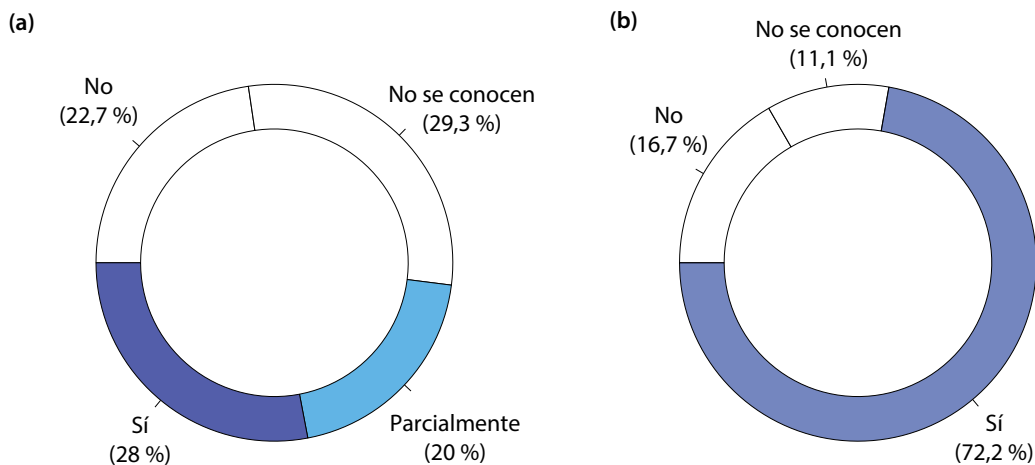 (a)
No
(22,7 %)
No se conocen
(29,3 %)
Sí
(28 %)
Parcialmente
(20 %)
(b)
No se conocen
(11,1 %)
No
(16,7 %)
Sí
(72,2 %)